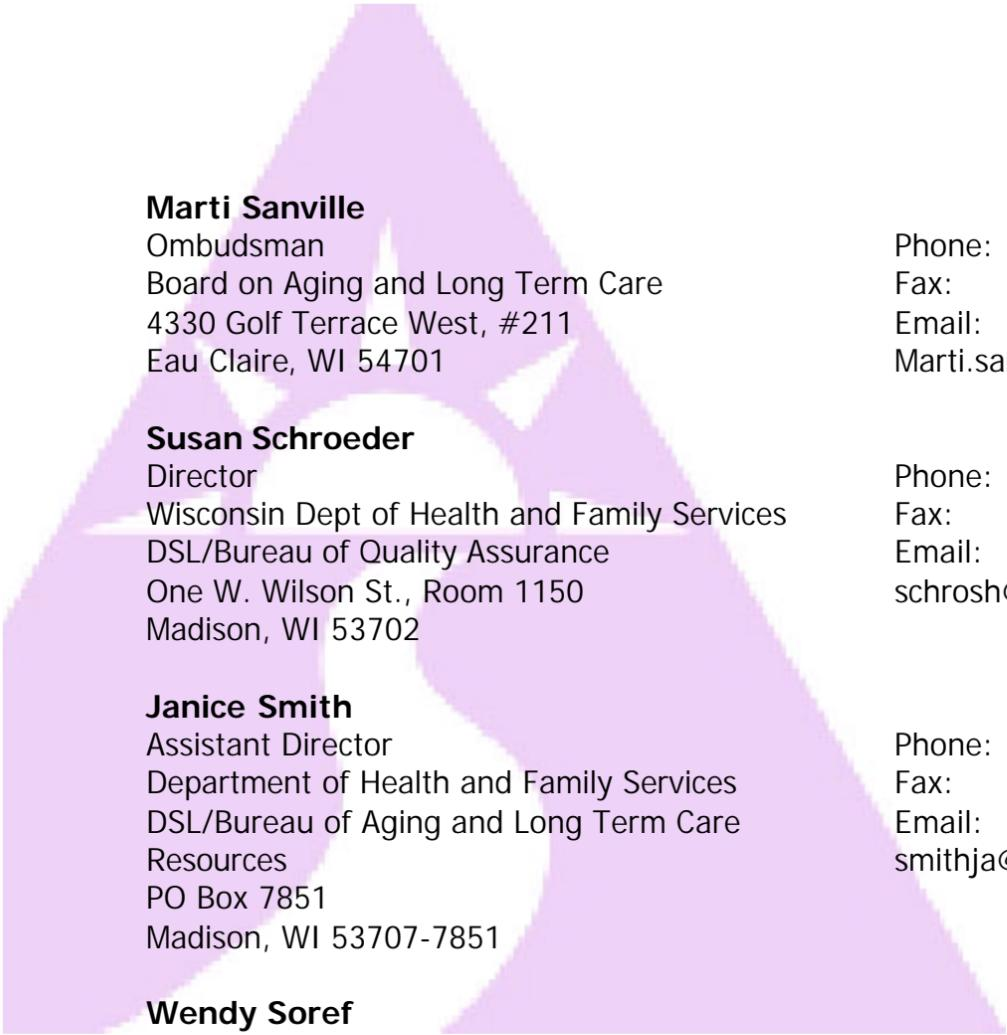 Marti Sanville
Ombudsman Phone:
Board on Aging and Long Term Care Fax:
4330 Golf Terrace West, #211 Email:
Eau Claire, WI 54701 Marti.sa
Susan Schroeder
Director Phone:
Wisconsin Dept of Health and Family Services Fax:
DSL/Bureau of Quality Assurance Email:
One W. Wilson St., Room 1150 schrosh@
Madison, WI 53702
Janice Smith
Assistant Director Phone:
Department of Health and Family Services Fax:
DSL/Bureau of Aging and Long Term Care Email:
Resources smithja@
PO Box 7851
Madison, WI 53707-7851
Wendy Soref